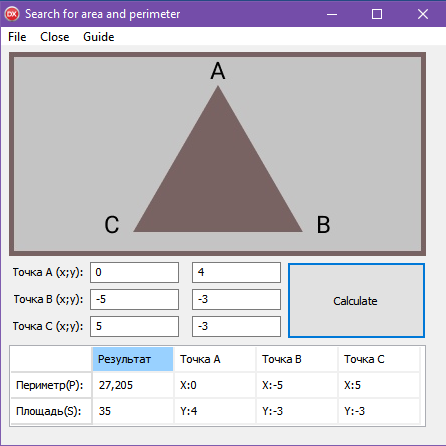 DX Search for area and perimeter
File Close Guide
A
C B
Точка A (x;y): 0 4
Точка B (x;y): -5 -3
Точка C (x;y): 5 -3
Calculate
Результат Точка A Точка B Точка C
Периметр(P): 27,205 X:0 X:-5 X:5
Площадь(S): 35 Y:4 Y:-3 Y:-3